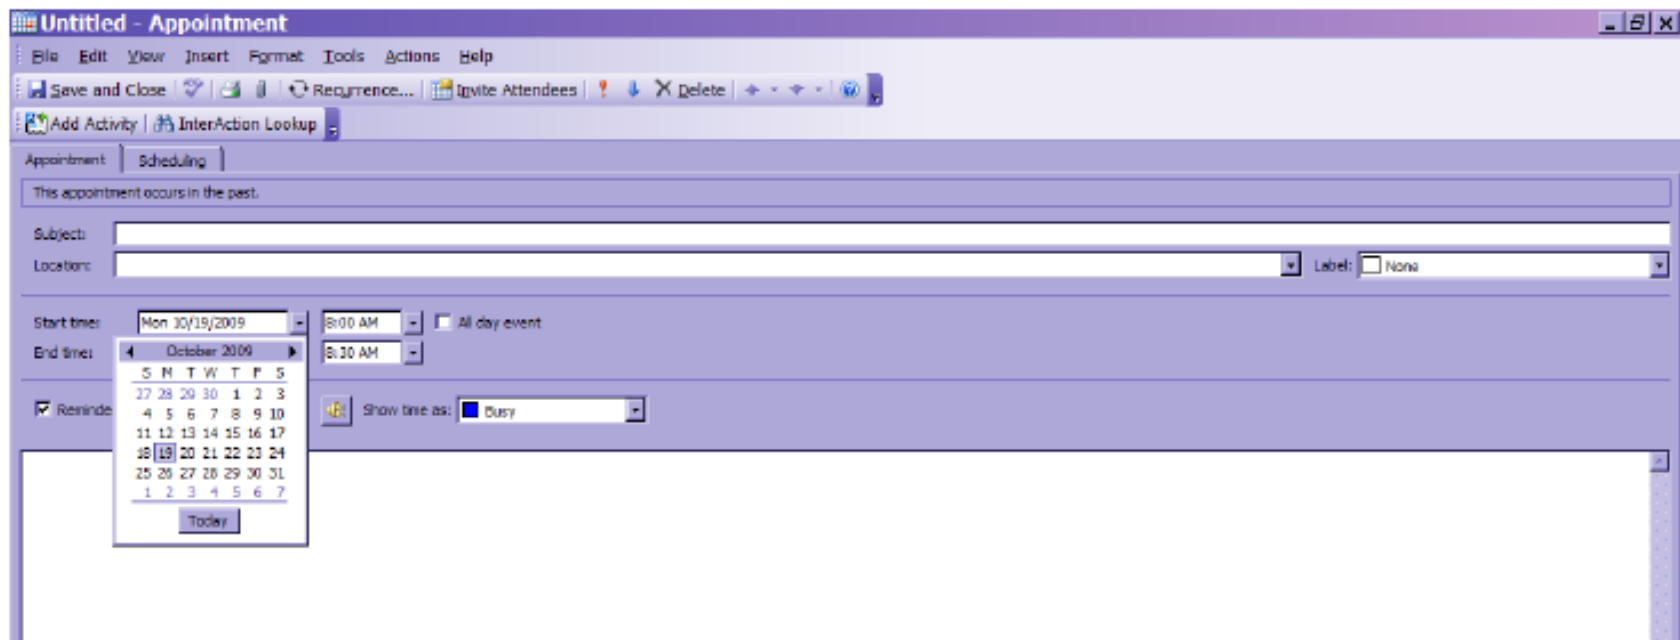 Untitled - Appointment
File Edit View Insert Format Tools Actions Help
Save and Close Recurrence... Invite Attendees Delete
Add Activity InterAction Lookup
Appointment Scheduling
This appointment occurs in the past.
Subject:
Location: Label: None
Start time: Mon 10/19/2009 8:00 AM All day event
End time: October 2009 8:30 AM
S M T W T F S
27 28 29 30 1 2 3
Reminde Show time as: Busy
4 5 6 7 8 9 10
11 12 13 14 15 16 17
18 19 20 21 22 23 24
25 26 27 28 29 30 31
1 2 3 4 5 6 7
Today